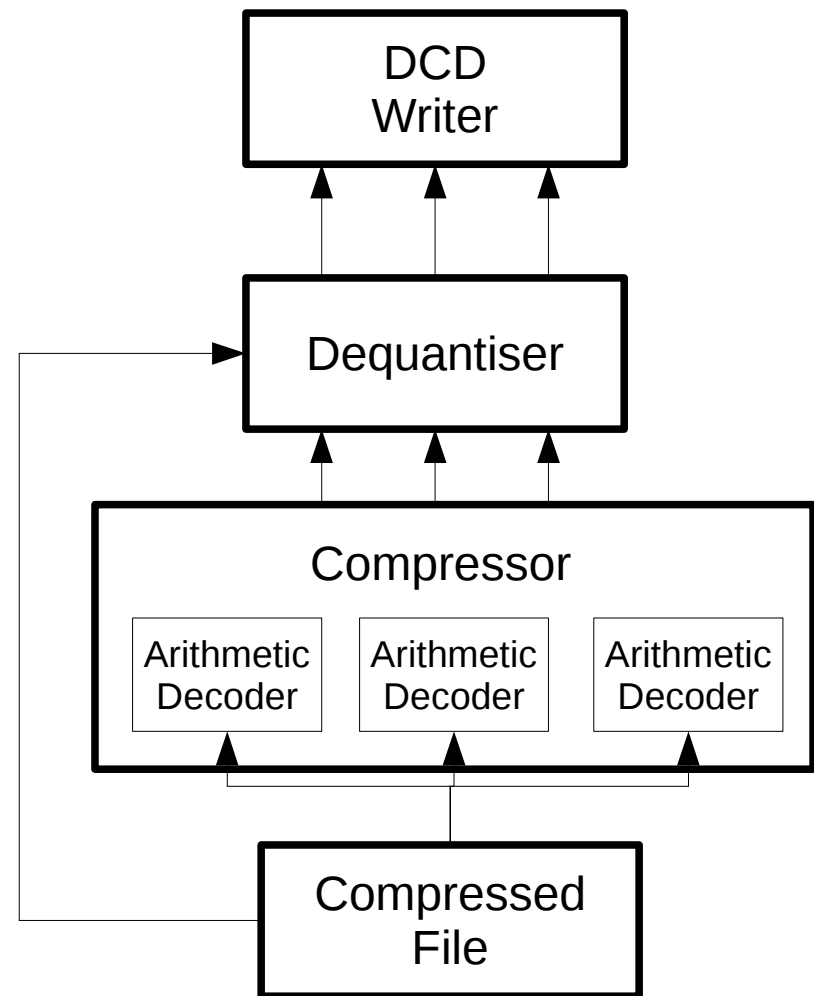 DCD
Writer
Dequantiser
Compressor
Arithmetic
Decoder
Arithmetic
Decoder
Arithmetic
Decoder
Compressed
File